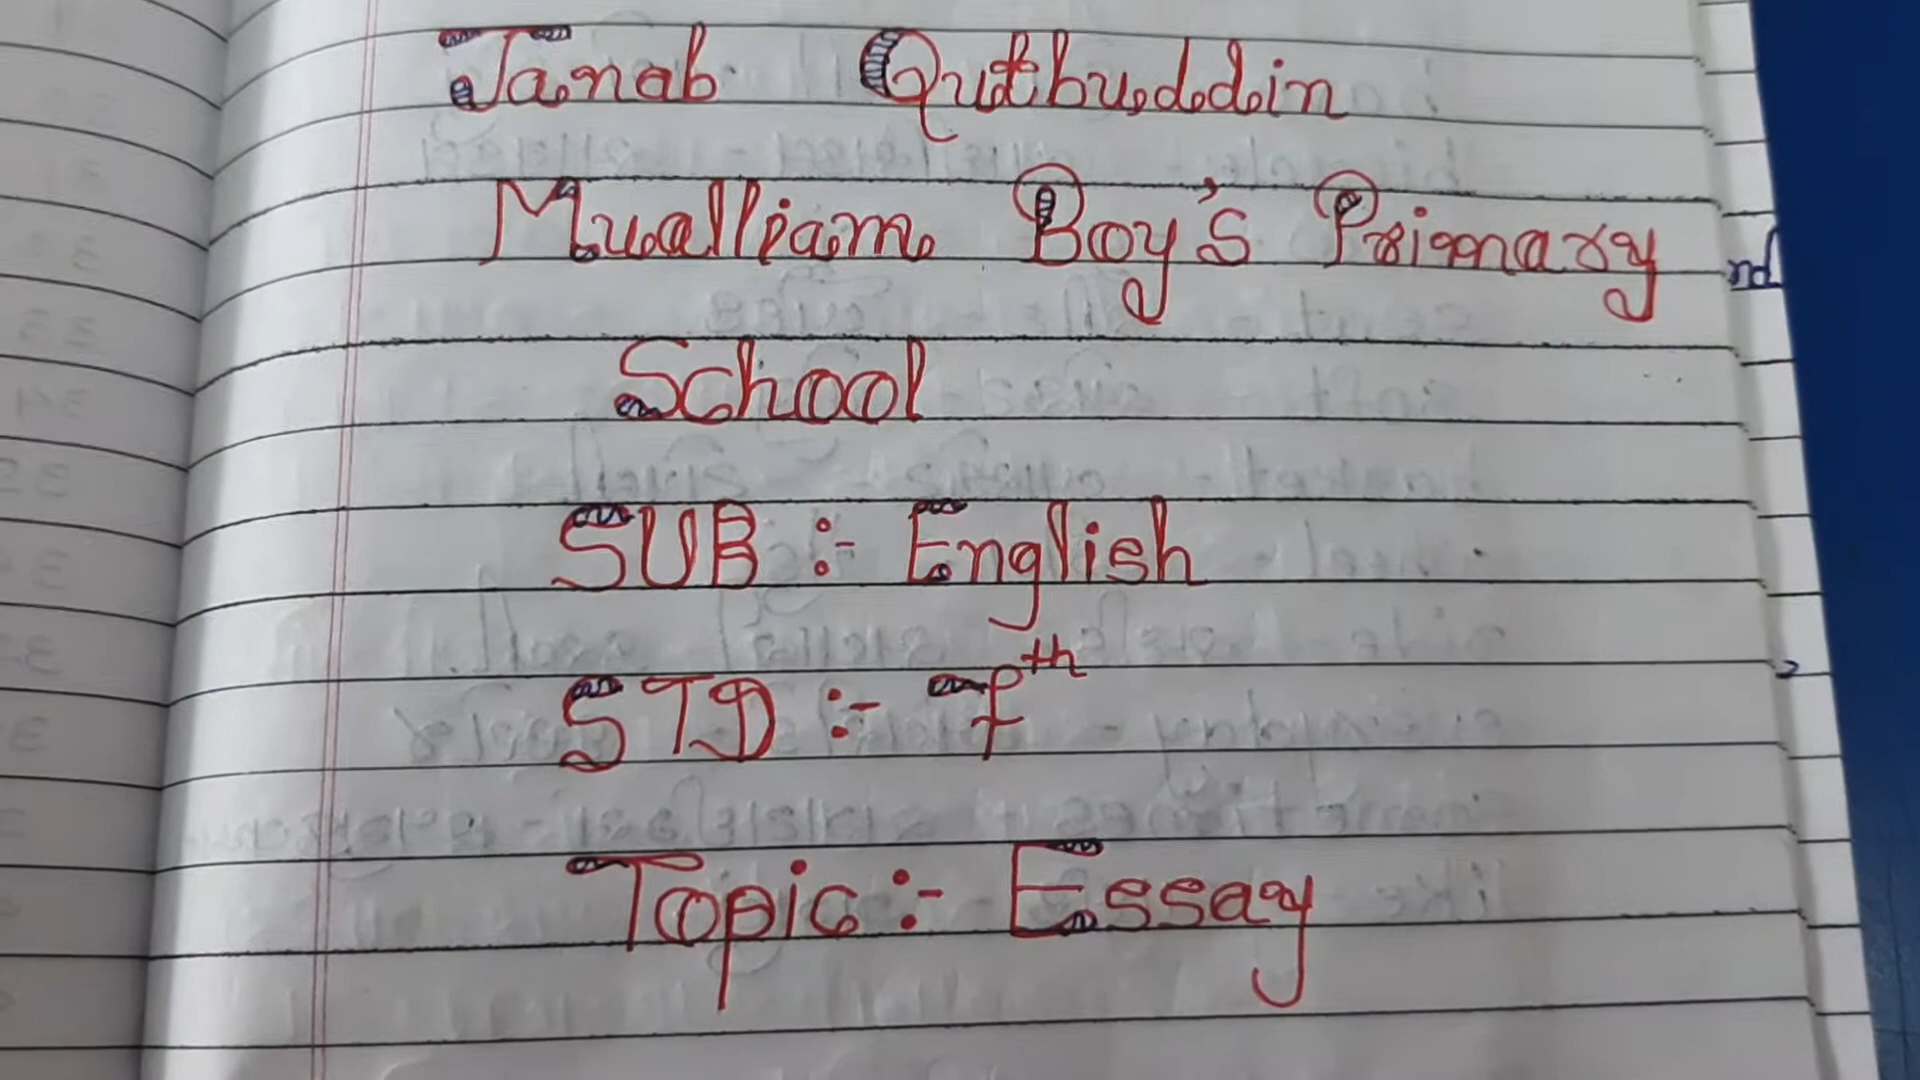 Janab Qutbuddin
Mualliam Boy's Primary
School
SUB :- English
STD :- 7th
Topic :- Essay